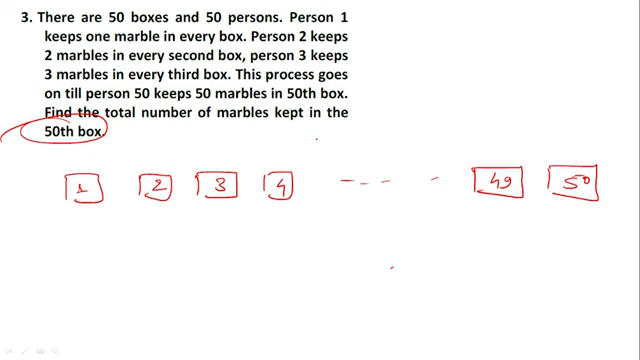 3. There are 50 boxes and 50 persons. Person 1
keeps one marble in every box. Person 2 keeps
2 marbles in every second box, person 3 keeps
3 marbles in every third box. This process goes
on till person 50 keeps 50 marbles in 50th box.
Find the total number of marbles kept in the
50th box.
1 2 3 4 49 50